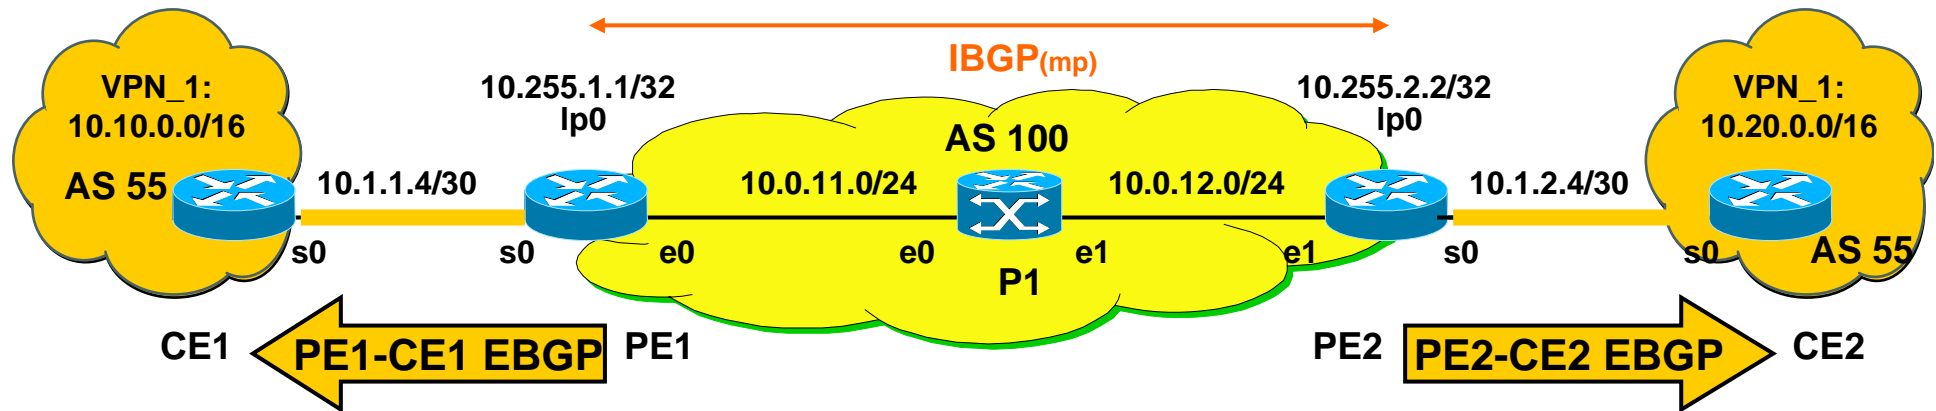 IBGP(mp)
VPN_1:
10.10.0.0/16
AS 55
10.1.1.4/30
s0
s0
10.255.1.1/32
lp0
e0
10.0.11.0/24
AS 100
e0
P1
e1
10.0.12.0/24
10.255.2.2/32
lp0
e1
s0
10.1.2.4/30
VPN_1:
10.20.0.0/16
s0
AS 55
CE1
PE1-CE1 EBGP
PE1
PE2
PE2-CE2 EBGP
CE2